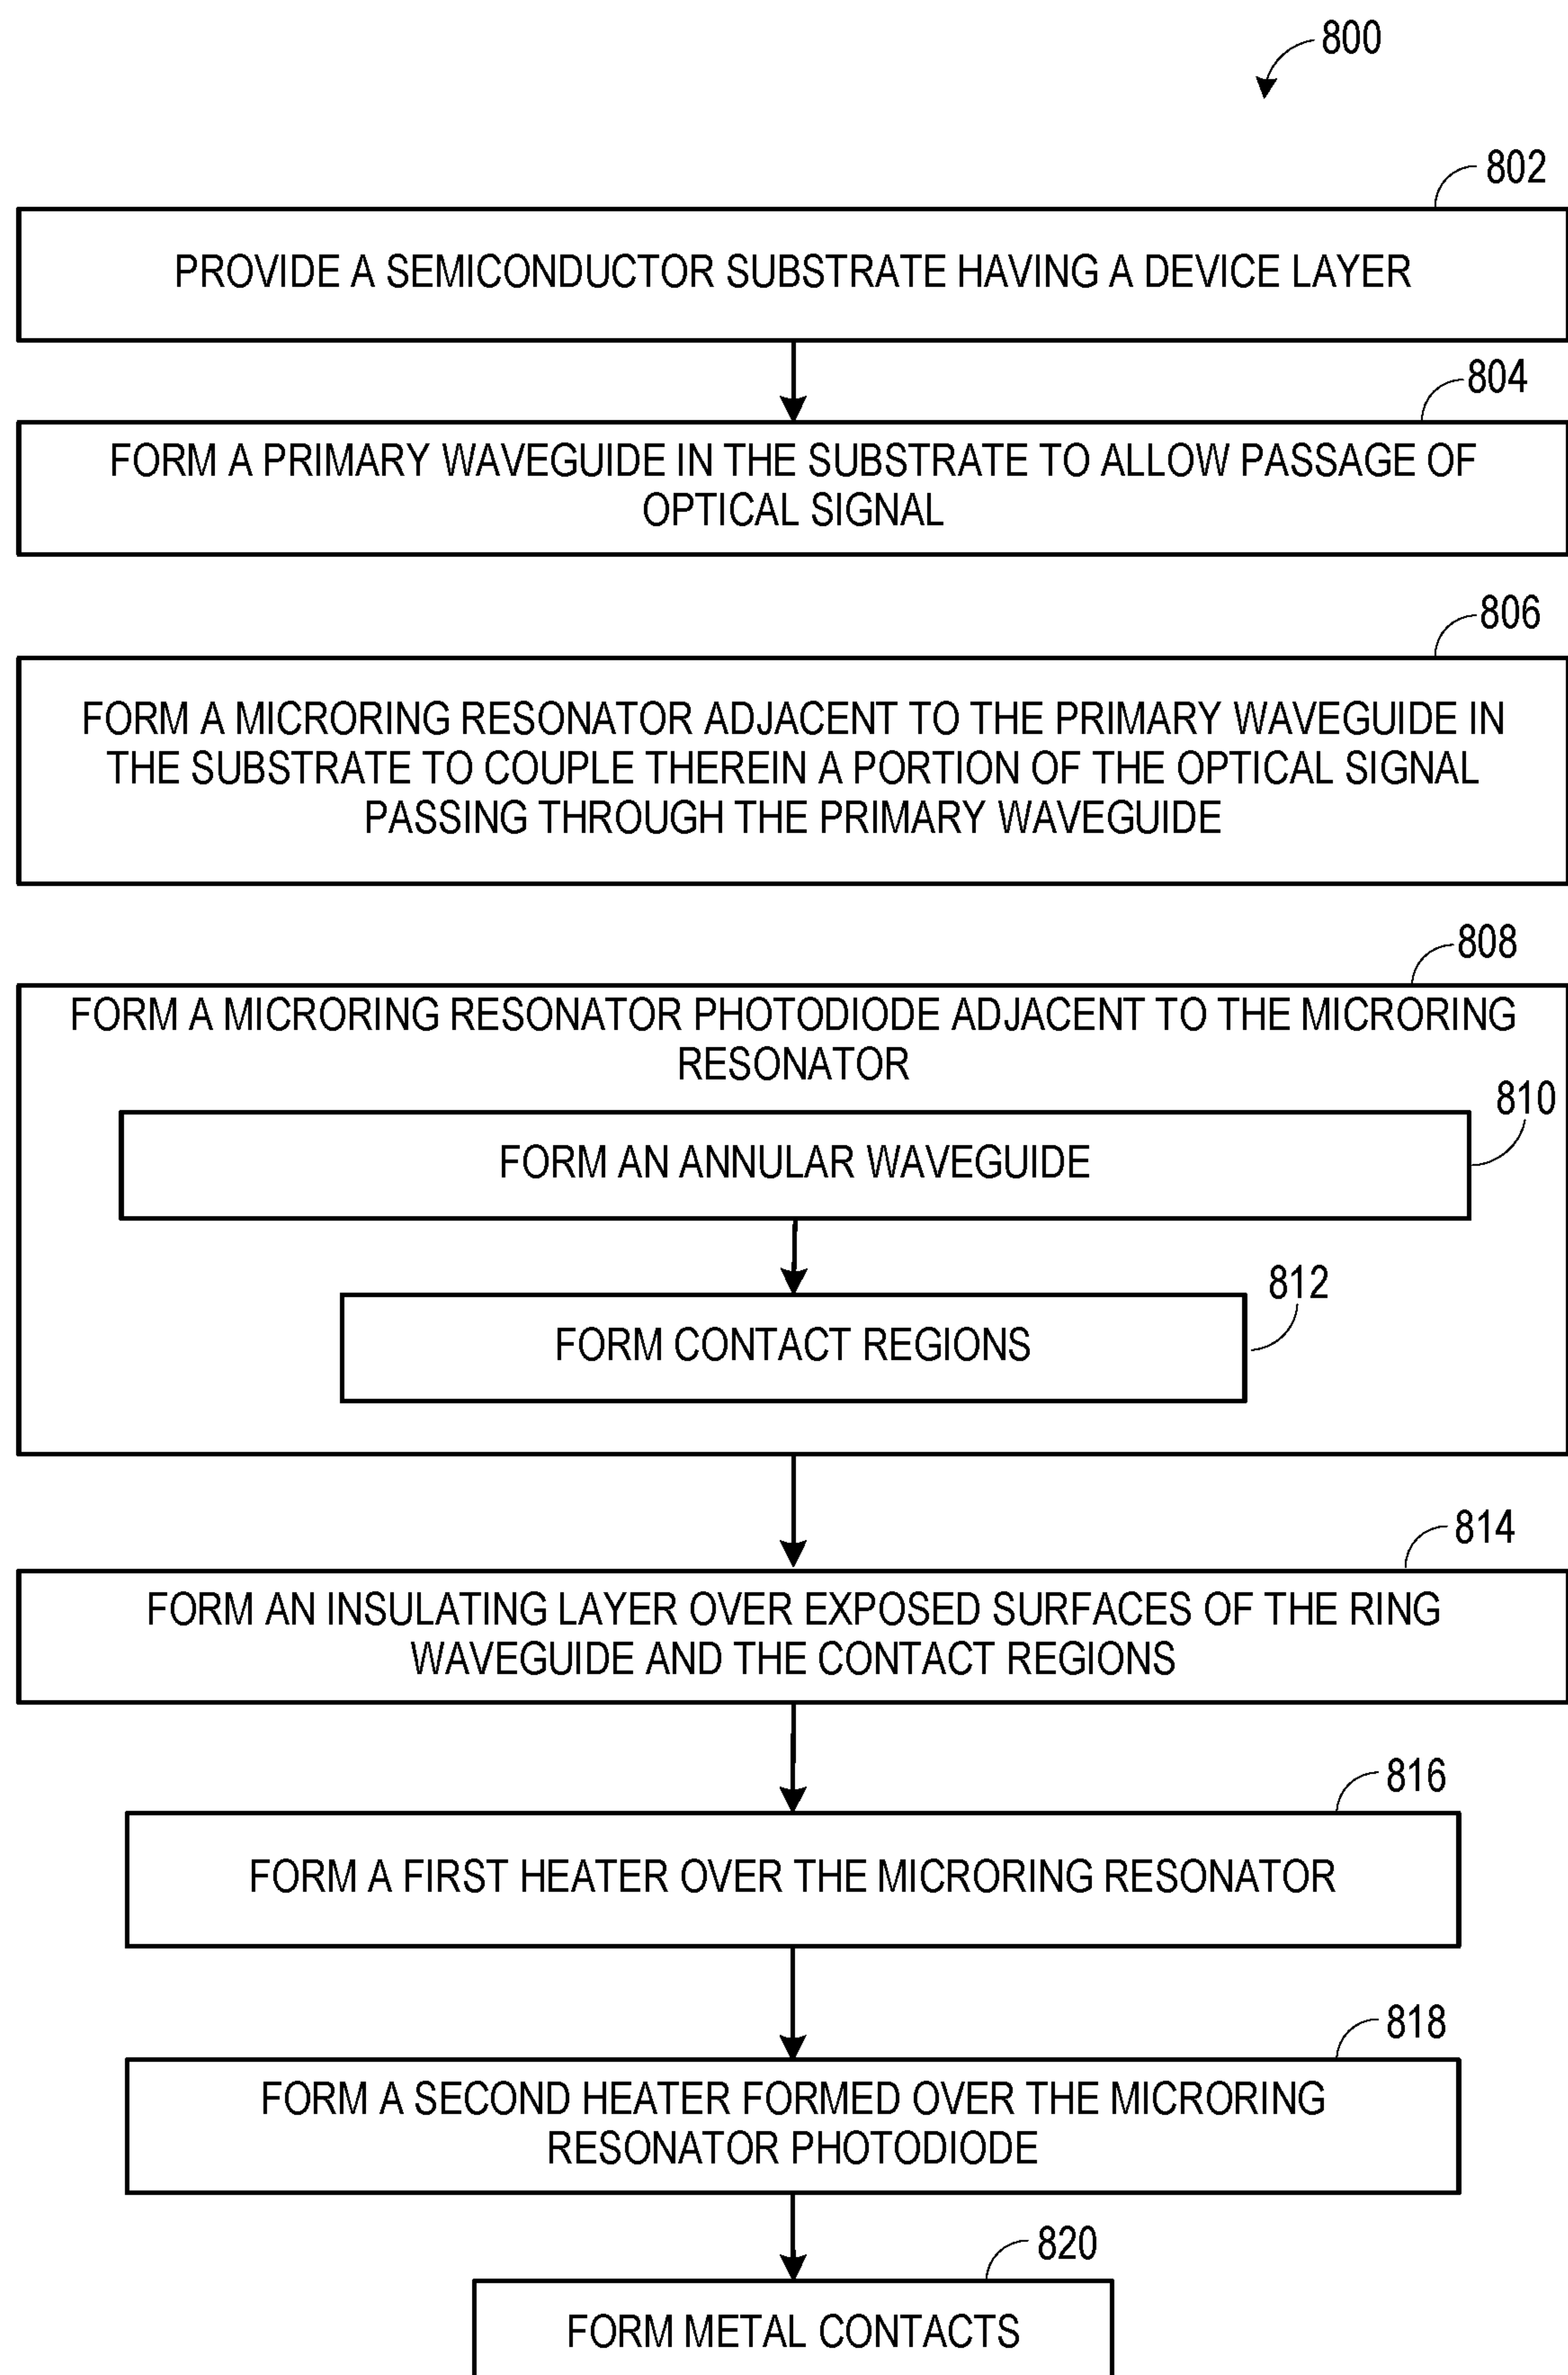 800
802
PROVIDE A SEMICONDUCTOR SUBSTRATE HAVING A DEVICE LAYER
804
FORM A PRIMARY WAVEGUIDE IN THE SUBSTRATE TO ALLOW PASSAGE OF
OPTICAL SIGNAL
806
FORM A MICRORING RESONATOR ADJACENT TO THE PRIMARY WAVEGUIDE IN
THE SUBSTRATE TO COUPLE THEREIN A PORTION OF THE OPTICAL SIGNAL
PASSING THROUGH THE PRIMARY WAVEGUIDE
808
FORM A MICRORING RESONATOR PHOTODIODE ADJACENT TO THE MICRORING
RESONATOR
810
FORM AN ANNULAR WAVEGUIDE
812
FORM CONTACT REGIONS
814
FORM AN INSULATING LAYER OVER EXPOSED SURFACES OF THE RING
WAVEGUIDE AND THE CONTACT REGIONS
816
FORM A FIRST HEATER OVER THE MICRORING RESONATOR
818
FORM A SECOND HEATER FORMED OVER THE MICRORING
RESONATOR PHOTODIODE
820
FORM METAL CONTACTS